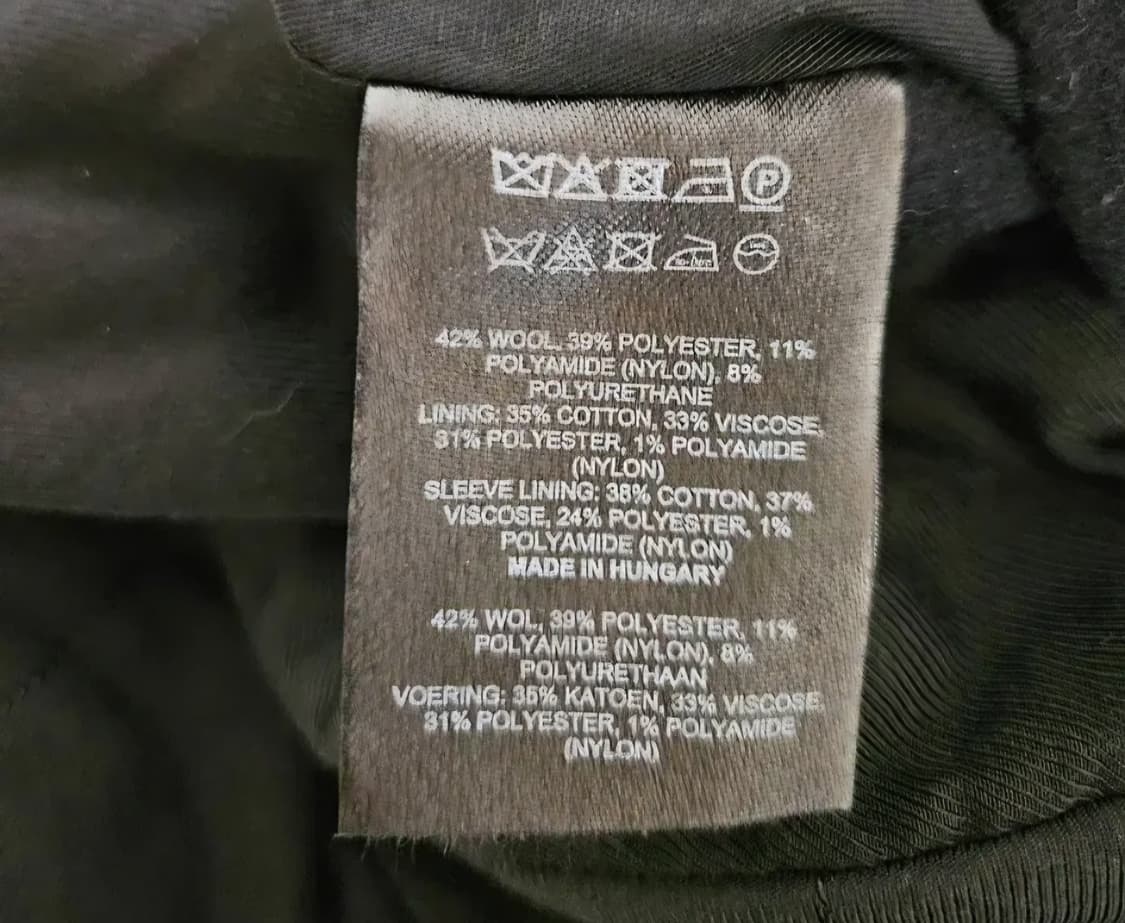 P
42% WOOL, 39% POLYESTER, 11%
POLYAMIDE (NYLON), 8%
POLYURETHANE
LINING: 35% COTTON, 33% VISCOSE,
31% POLYESTER, 1% POLYAMIDE
(NYLON)
SLEEVE LINING: 38% COTTON, 37%
VISCOSE, 24% POLYESTER, 1%
POLYAMIDE (NYLON)
MADE IN HUNGARY
42% WOL, 39% POLYESTER, 11%
POLYAMIDE (NYLON), 8%
POLYURETHAAN
VOERING: 35% KATOEN, 33% VISCOSE,
31% POLYESTER, 1% POLYAMIDE
(NYLON)